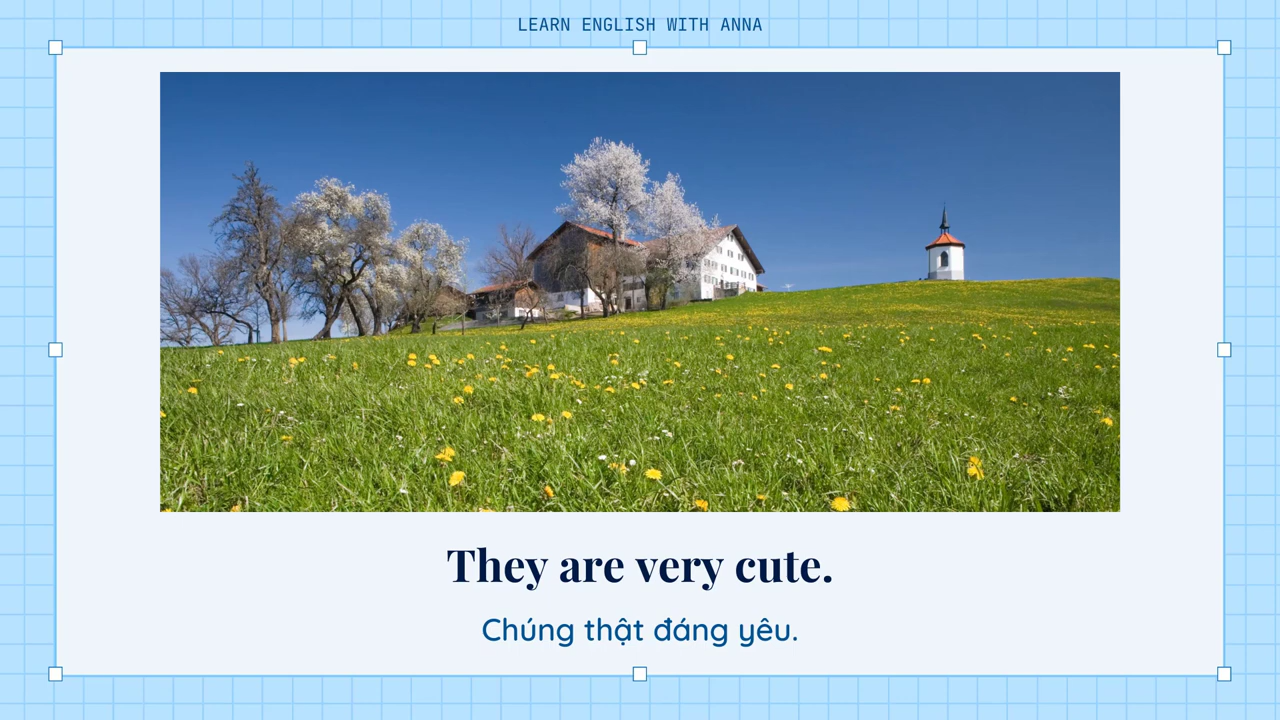 LEARN ENGLISH WITH ANNA
They are very cute.
Chúng thật đáng yêu.